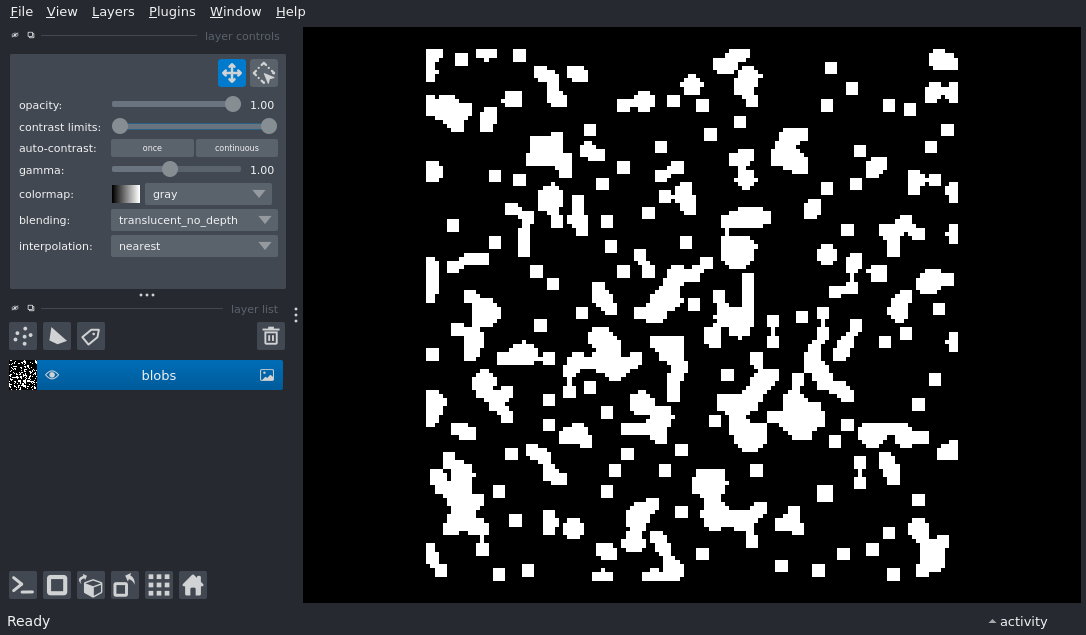 File View Layers Plugins Window Help
layer controls
opacity: 1.00
contrast limits:
auto-contrast: once continuous
gamma: 1.00
colormap: gray
blending: translucent_no_depth
interpolation: nearest
layer list
blobs
Ready activity